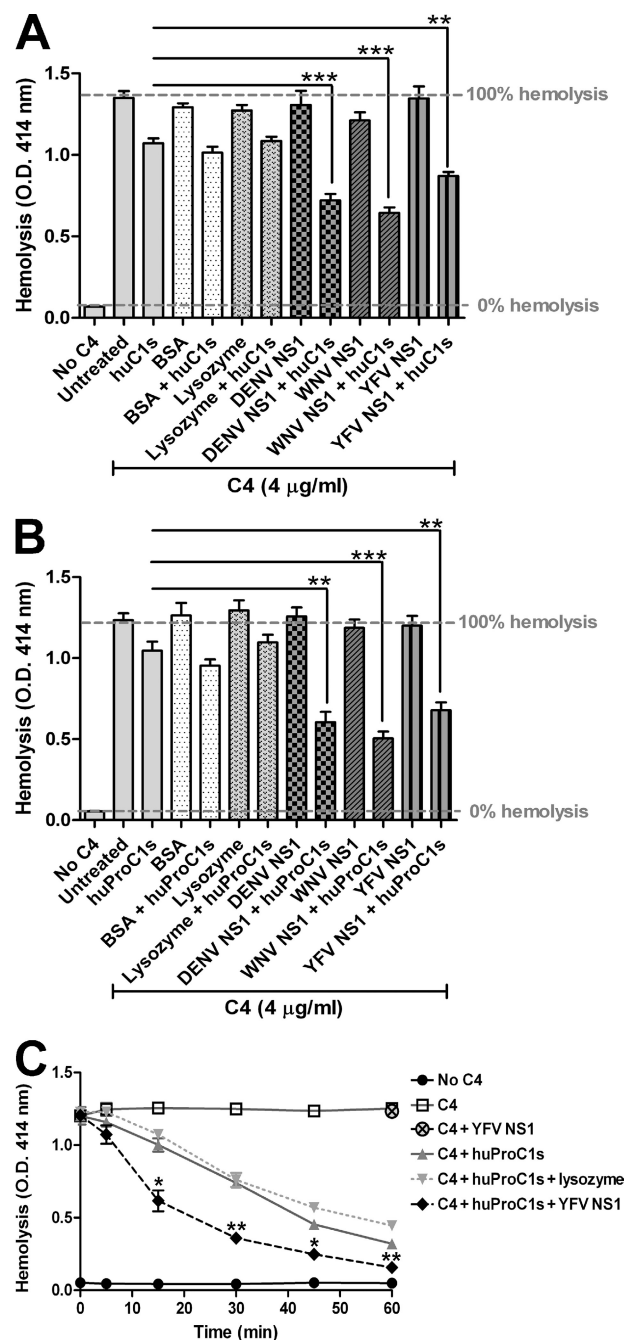 A
Hemolysis (O.D. 414 nm)
1.5
1.0
0.5
0.0
**
***
***
100% hemolysis
0% hemolysis
No C4
Untreated
huC1s
BSA
BSA + huC1s
Lysozyme
Lysozyme + huC1s
DENV NS1
DENV NS1 + huC1s
WNV NS1
WNV NS1 + huC1s
YFV NS1
YFV NS1 + huC1s
C4 (4 µg/ml)
B
Hemolysis (O.D. 414 nm)
1.5
1.0
0.5
0.0
**
***
**
100% hemolysis
0% hemolysis
No C4
Untreated
huProC1s
BSA
BSA + huProC1s
Lysozyme
Lysozyme + huProC1s
DENV NS1
DENV NS1 + huProC1s
WNV NS1
WNV NS1 + huProC1s
YFV NS1
YFV NS1 + huProC1s
C4 (4 µg/ml)
C
Hemolysis (O.D. 414 nm)
1.5
1.0
0.5
0.0
*
**
*
**
0 10 20 30 40 50 60
Time (min)
No C4
C4
C4 + YFV NS1
C4 + huProC1s
C4 + huProC1s + lysozyme
C4 + huProC1s + YFV NS1